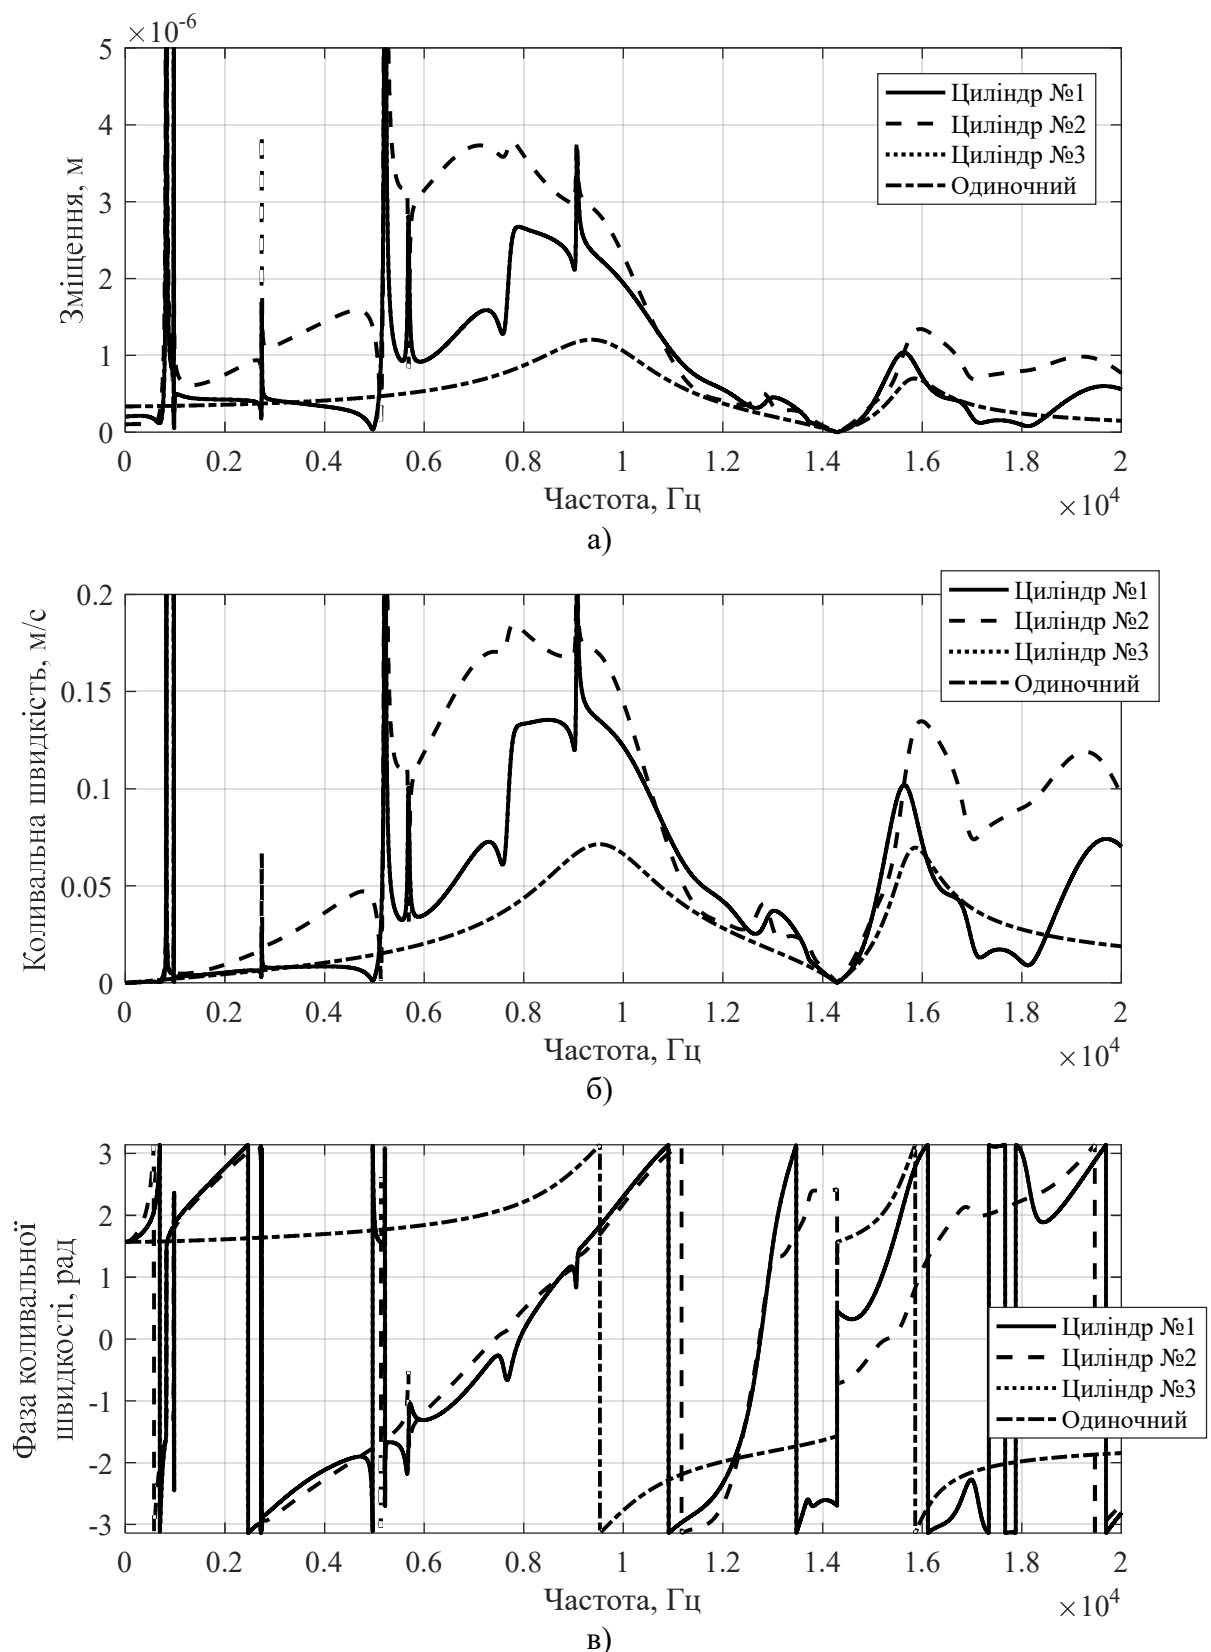 ×10⁻⁶
5
4
3
2
1
0
Зміщення, м
Циліндр №1
Циліндр №2
Циліндр №3
Одиночний
0 0.2 0.4 0.6 0.8 1 1.2 1.4 1.6 1.8 2
Частота, Гц
×10⁴
а)
0.2
0.15
0.1
0.05
0
Коливальна швидкість, м/с
Циліндр №1
Циліндр №2
Циліндр №3
Одиночний
0 0.2 0.4 0.6 0.8 1 1.2 1.4 1.6 1.8 2
Частота, Гц
×10⁴
б)
3
2
1
0
-1
-2
-3
Фаза коливальної
швидкості, рад
Циліндр №1
Циліндр №2
Циліндр №3
Одиночний
0 0.2 0.4 0.6 0.8 1 1.2 1.4 1.6 1.8 2
Частота, Гц
×10⁴
в)